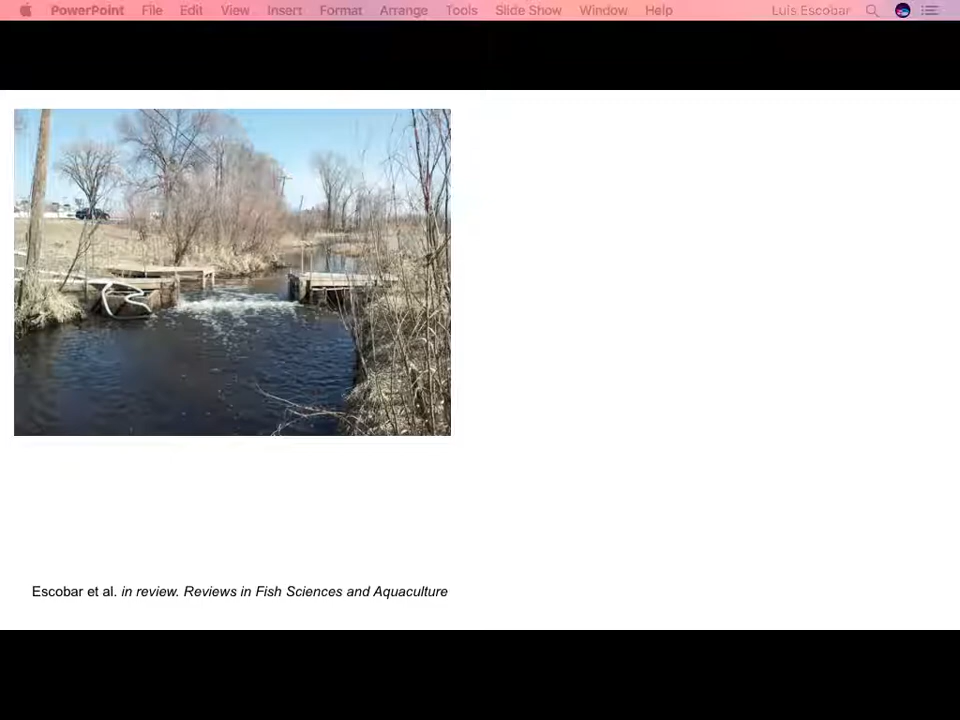 PowerPoint File Edit View Insert Format Arrange Tools Slide Show Window Help Luis Escobar
Escobar et al. in review. Reviews in Fish Sciences and Aquaculture